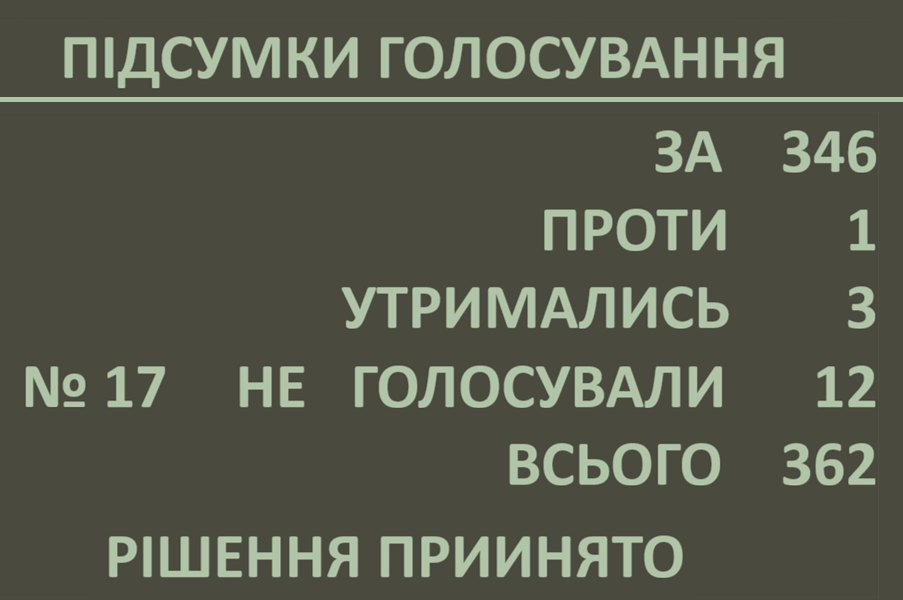 ПІДСУМКИ ГОЛОСУВАННЯ
ЗА 346
ПРОТИ 1
УТРИМАЛИСЬ 3
№ 17 НЕ ГОЛОСУВАЛИ 12
ВСЬОГО 362
РІШЕННЯ ПРИИНЯТО